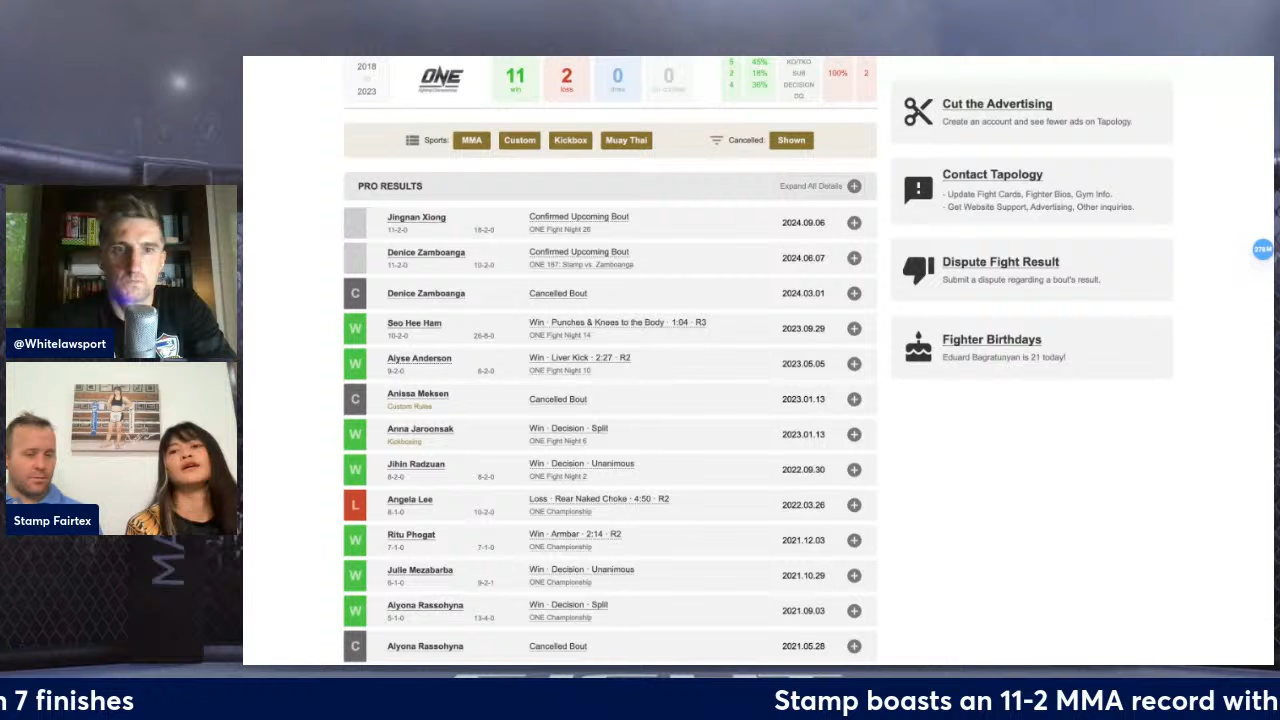 2018
to
2023
ONE
11
win
2
loss
0
draw
0
no contest
5 45% KO/TKO
2 18% SUB 100% 2
4 36% DECISION
DQ
Sports: MMA Custom Kickbox Muay Thai Cancelled: Shown
PRO RESULTS Expand All Details
Jingnan Xiong Confirmed Upcoming Bout 2024.09.06
11-2-0 18-2-0 ONE Fight Night 26
Denice Zamboanga Confirmed Upcoming Bout 2024.06.07
11-2-0 10-2-0 ONE 167: Stamp vs. Zamboanga
C Denice Zamboanga Cancelled Bout 2024.03.01
W Seo Hee Ham Win · Punches & Knees to the Body · 1:04 · R3 2023.09.29
10-2-0 26-8-0 ONE Fight Night 14
W Alyse Anderson Win · Liver Kick · 2:27 · R2 2023.05.05
9-2-0 6-2-0 ONE Fight Night 10
C Anissa Meksen Cancelled Bout 2023.01.13
Custom Rules
W Anna Jaroonsak Win · Decision · Split 2023.01.13
Kickboxing ONE Fight Night 6
W Jihin Radzuan Win · Decision · Unanimous 2022.09.30
8-2-0 8-2-0 ONE Fight Night 2
L Angela Lee Loss · Rear Naked Choke · 4:50 · R2 2022.03.26
8-1-0 10-2-0 ONE Championship
W Ritu Phogat Win · Armbar · 2:14 · R2 2021.12.03
7-1-0 7-1-0 ONE Championship
W Julie Mezabarba Win · Decision · Unanimous 2021.10.29
6-1-0 9-2-1 ONE Championship
W Alyona Rassohyna Win · Decision · Split 2021.09.03
5-1-0 13-4-0 ONE Championship
C Alyona Rassohyna Cancelled Bout 2021.05.28
Cut the Advertising
Create an account and see fewer ads on Tapology.
Contact Tapology
- Update Fight Cards, Fighter Bios, Gym Info.
- Get Website Support, Advertising, Other inquiries.
Dispute Fight Result
Submit a dispute regarding a bout's result.
Fighter Birthdays
Eduard Bagratunyan is 21 today!
@Whitelawsport
Stamp Fairtex
h 7 finishes
Stamp boasts an 11-2 MMA record with